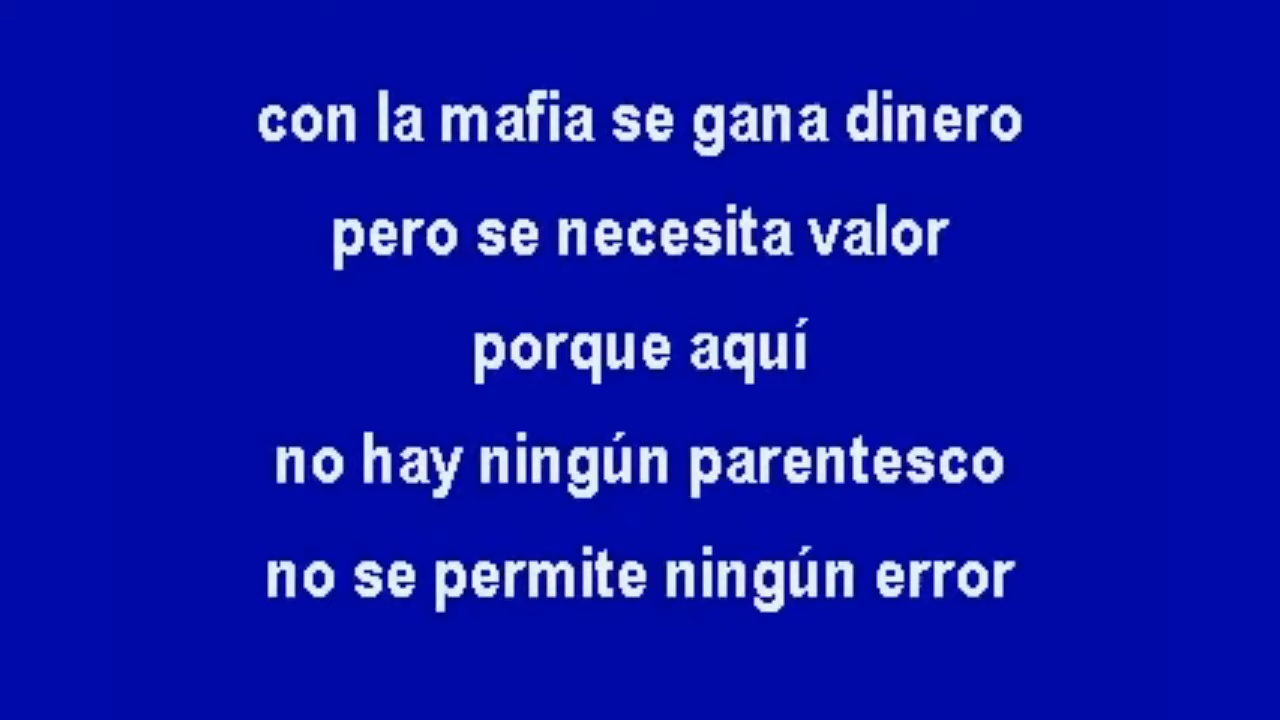 con la mafia se gana dinero
pero se necesita valor
porque aquí
no hay ningún parentesco
no se permite ningún error